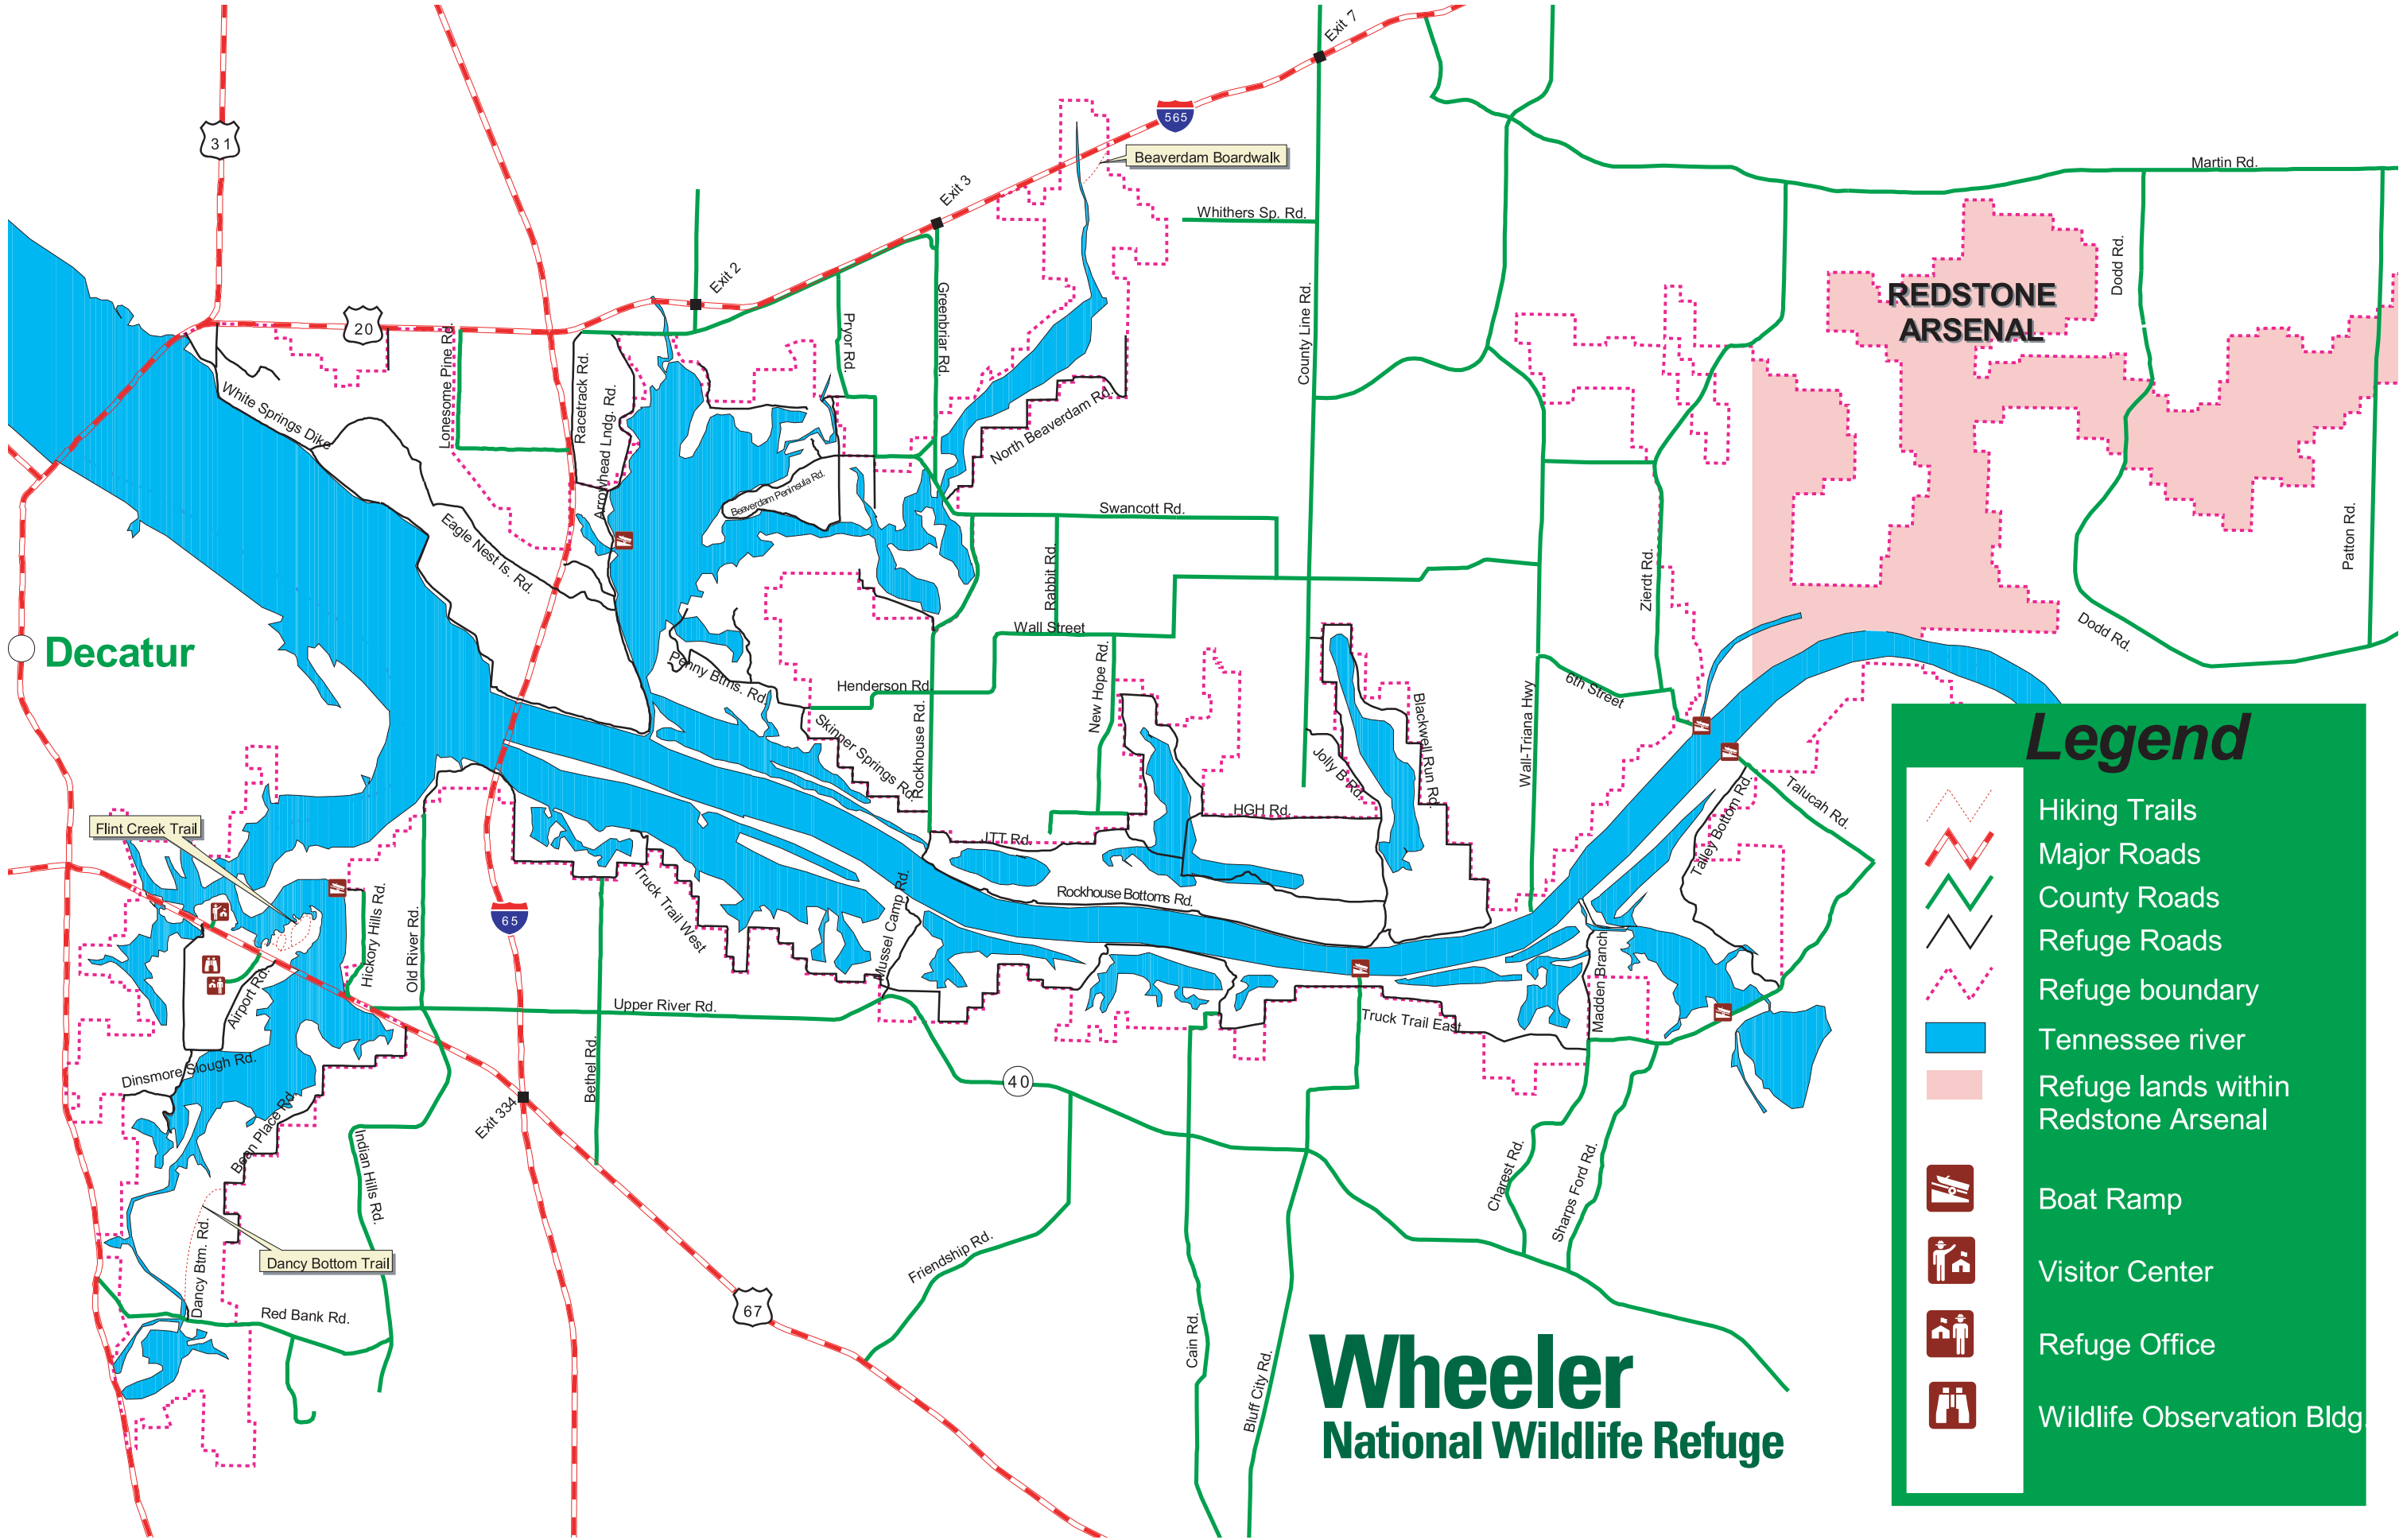 Exit 7
565
Beaverdam Boardwalk
31
Martin Rd.
Exit 3
Whithers Sp. Rd.
Dodd Rd.
Exit 2
REDSTONE
ARSENAL
20
Lonesome Pine Rd.
Racetrack Rd.
Arrowhead Lndg. Rd.
Pryor Rd.
Greenbriar Rd.
County Line Rd.
White Springs Dike
North Beaverdam Rd.
Beaverdam Peninsula Rd.
Swancott Rd.
Eagle Nest Is. Rd.
Rabbit Rd.
Zierdt Rd.
Patton Rd.
Decatur
Wall Street
Dodd Rd.
Penny Btms. Rd.
Henderson Rd.
New Hope Rd.
6th Street
Rockhouse Rd.
Skinner Springs Rd.
Jolly B Rd.
Blackwell Run Rd.
Wall-Triana Hwy
HGH Rd.
Talley Bottom Rd.
Talucah Rd.
Flint Creek Trail
JTT Rd.
Rockhouse Bottoms Rd.
65
Hickory Hills Rd.
Old River Rd.
Truck Trail West
Mussel Camp Rd.
Airport Rd.
Upper River Rd.
Truck Trail East
Madden Branch
Dinsmore Slough Rd.
Bethel Rd.
40
Bean Place Rd.
Exit 334
Indian Hills Rd.
Charest Rd.
Sharps Ford Rd.
Dancy Bottom Trail
Dancy Btm. Rd.
Friendship Rd.
Red Bank Rd.
67
Cain Rd.
Bluff City Rd.
Wheeler
National Wildlife Refuge
Legend
Hiking Trails
Major Roads
County Roads
Refuge Roads
Refuge boundary
Tennessee river
Refuge lands within
Redstone Arsenal
Boat Ramp
Visitor Center
Refuge Office
Wildlife Observation Bldg.